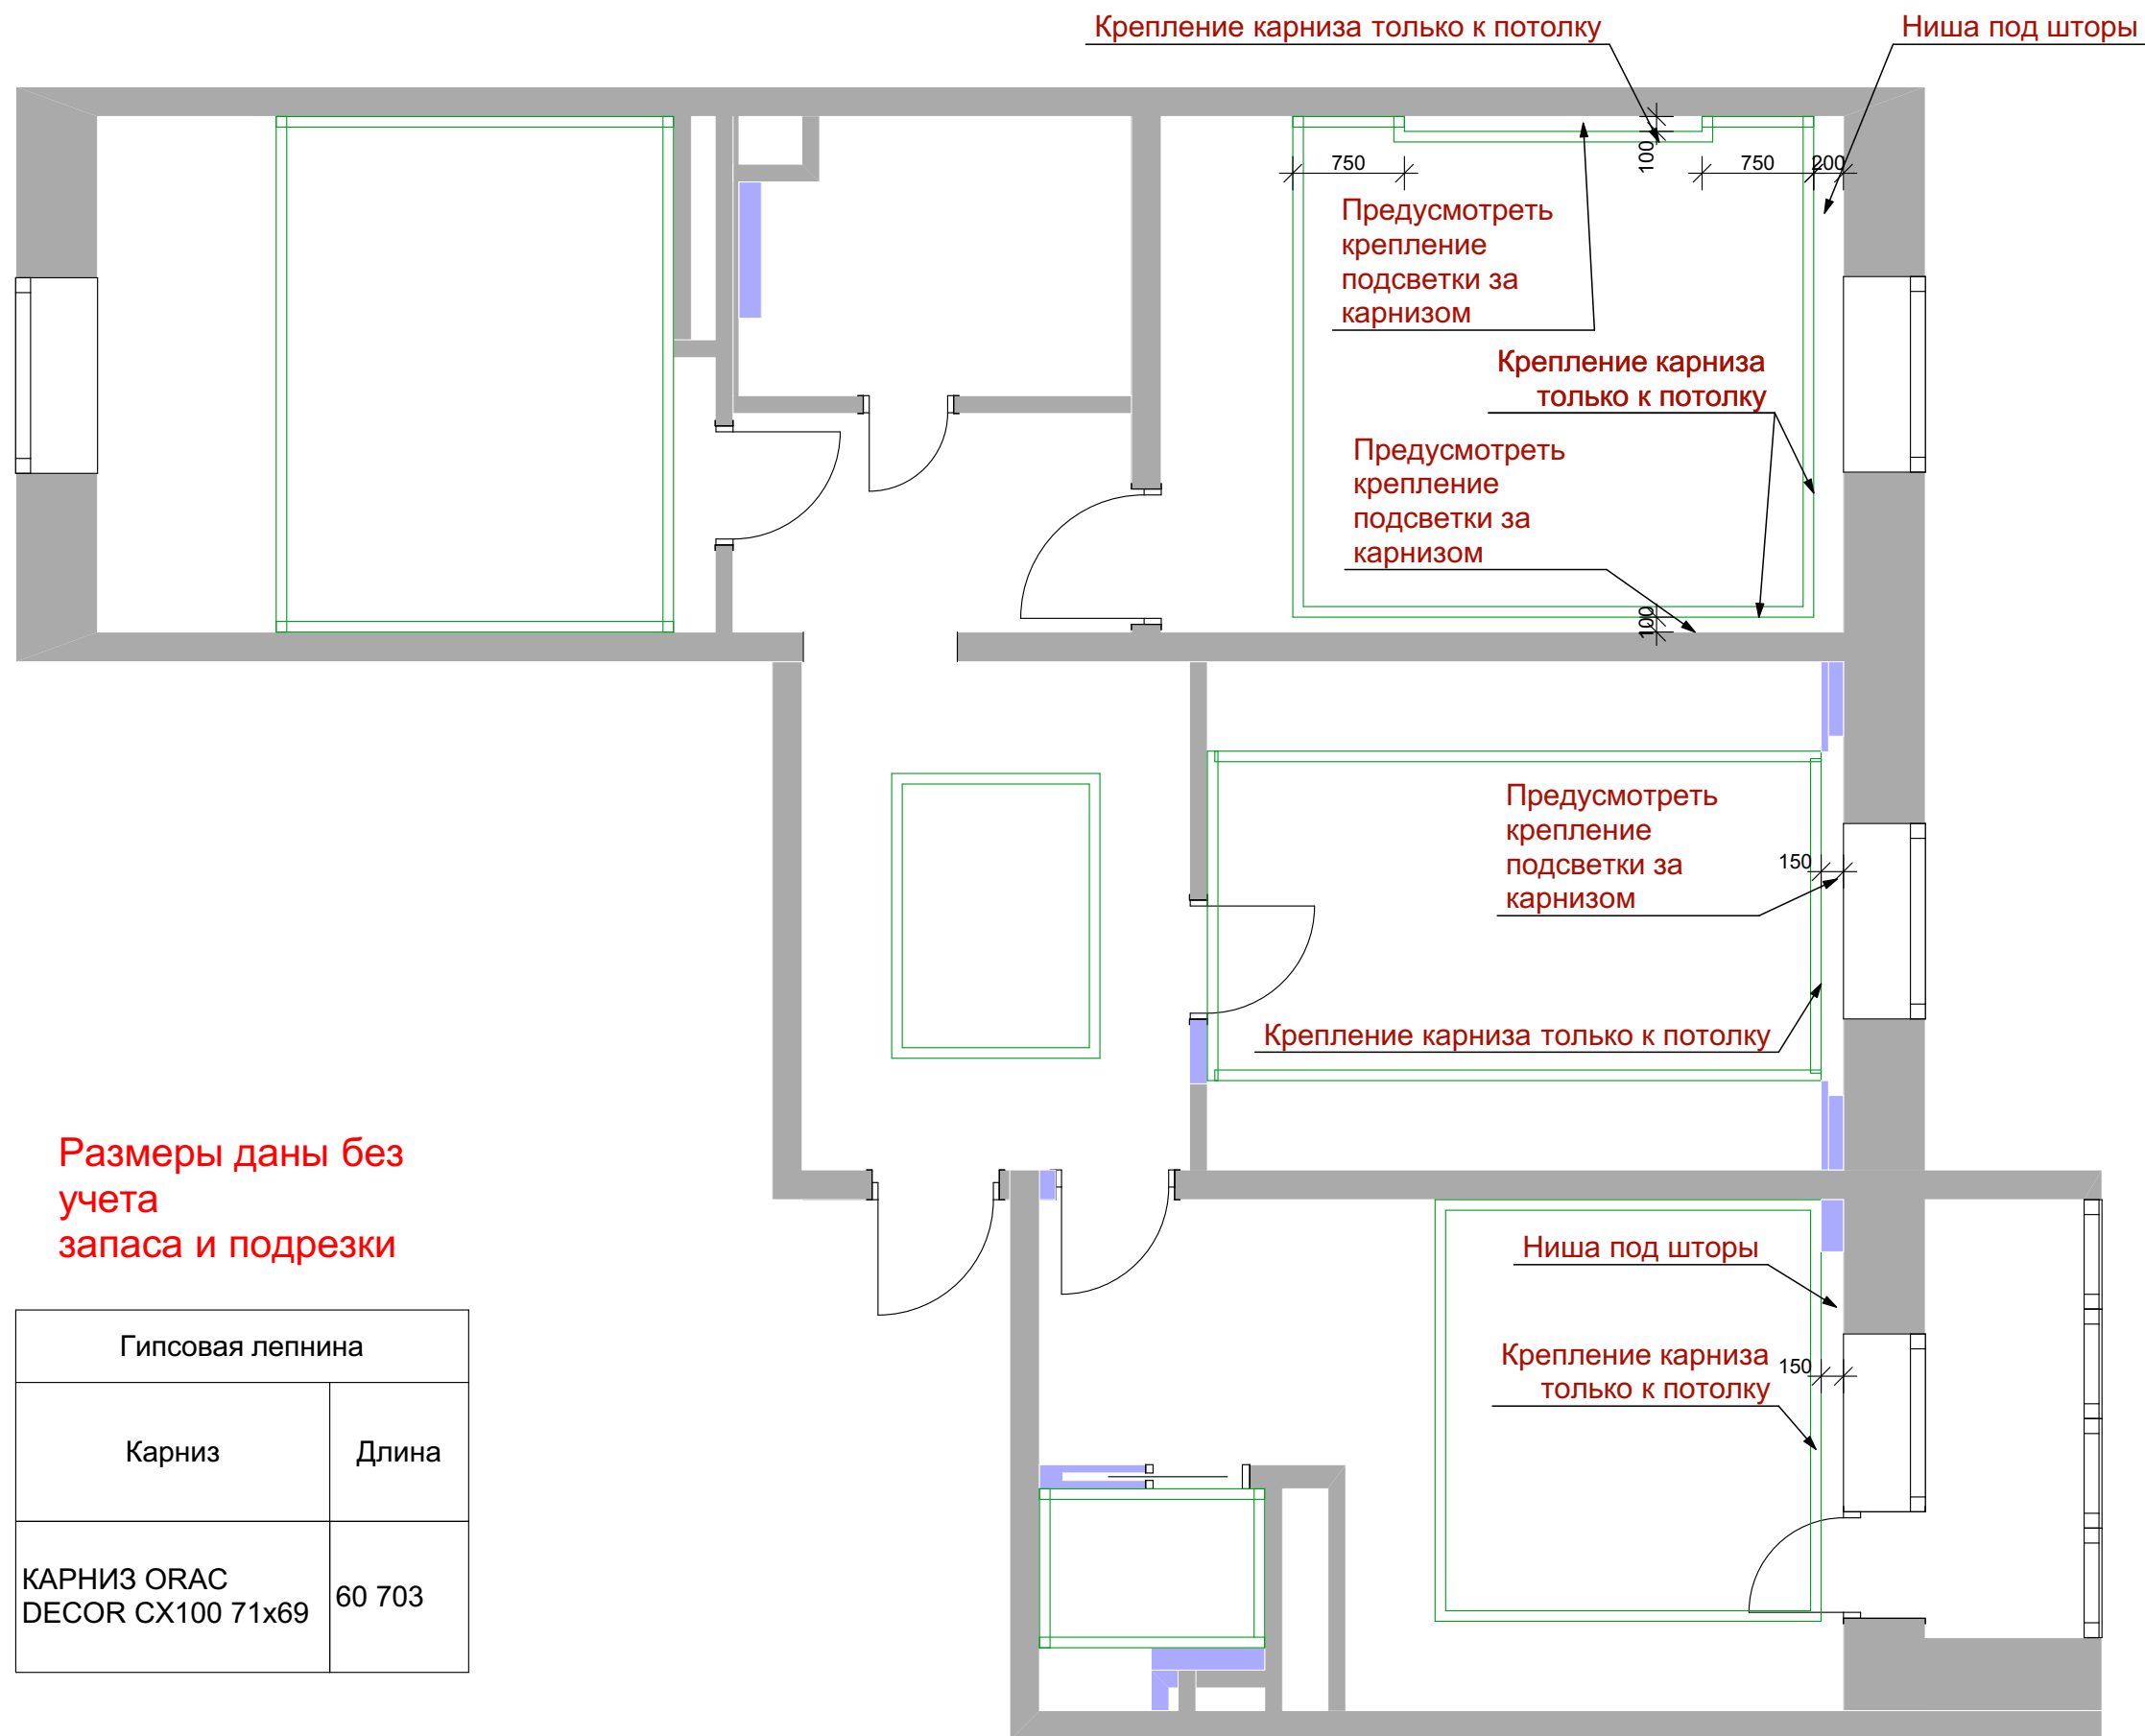 Крепление карниза только к потолку
Ниша под шторы
100
750
750
200
Предусмотреть
крепление
подсветки за
карнизом
Крепление карниза
только к потолку
Предусмотреть
крепление
подсветки за
карнизом
100
Предусмотреть
крепление
подсветки за
карнизом
150
Крепление карниза только к потолку
Размеры даны без
учета
запаса и подрезки
Ниша под шторы
Крепление карниза
только к потолку
150
Гипсовая лепнина
Карниз
Длина
КАРНИЗ ORAC
DECOR CX100 71x69
60 703